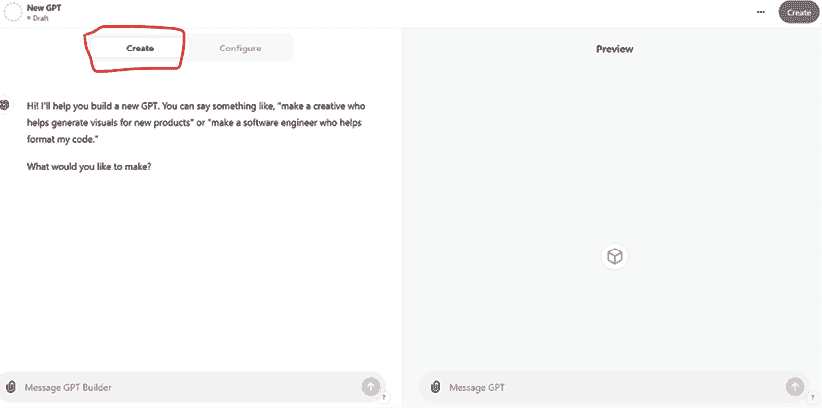 New GPT
Draft
Create
Create
Configure
Preview
Hi! I'll help you build a new GPT. You can say something like, "make a creative who
helps generate visuals for new products" or "make a software engineer who helps
format my code."
What would you like to make?
Message GPT Builder
?
Message GPT
?